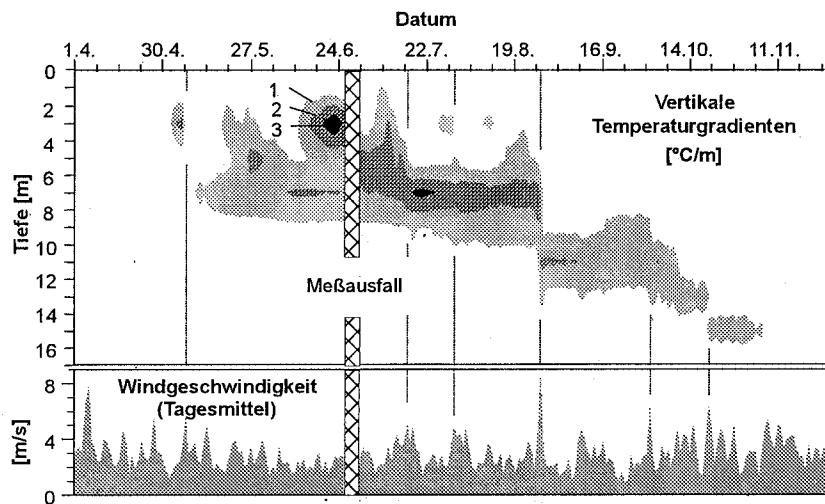 Datum
1.4. 30.4. 27.5. 24.6. 22.7. 19.8. 16.9. 14.10. 11.11.
0
2
4
6
8
10
12
14
16
Tiefe [m]
1
2
3
Vertikale
Temperaturgradienten
[°C/m]
Meßausfall
8
4
0
[m/s]
Windgeschwindigkeit
(Tagesmittel)